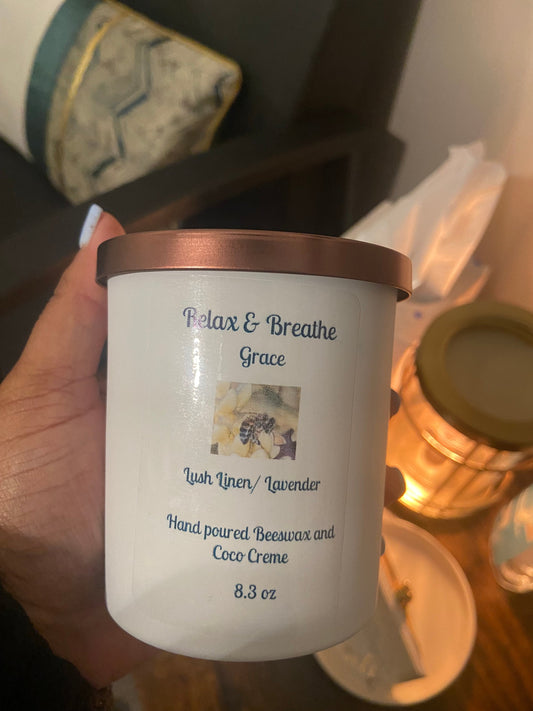 Relax & Breathe
Grace
Lush Linen/ Lavender
Hand poured Beeswax and
Coco Creme
8.3 oz